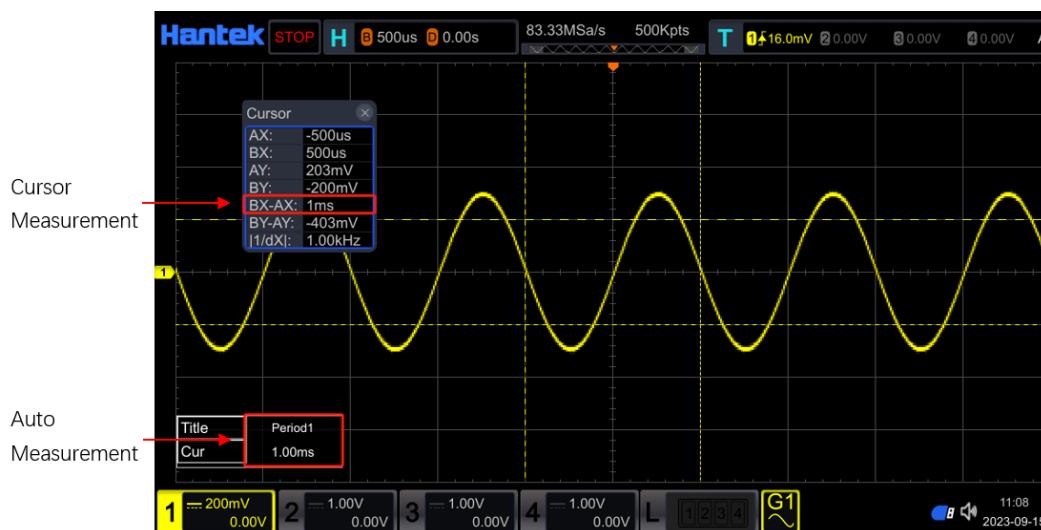 Hantek STOP H B 500us D 0.00s 83.33MSa/s 500Kpts T 1 16.0mV 2 0.00V 3 0.00V 4 0.00V
Cursor
AX: -500us
BX: 500us
AY: 203mV
BY: -200mV
BX-AX: 1ms
BY-AY: -403mV
|1/dX|: 1.00kHz
Cursor
Measurement
1
Auto
Measurement
Title Period1
Cur 1.00ms
1 200mV 0.00V 2 1.00V 0.00V 3 1.00V 0.00V 4 1.00V 0.00V L 1 2 3 4 G1
11:08
2023-09-15